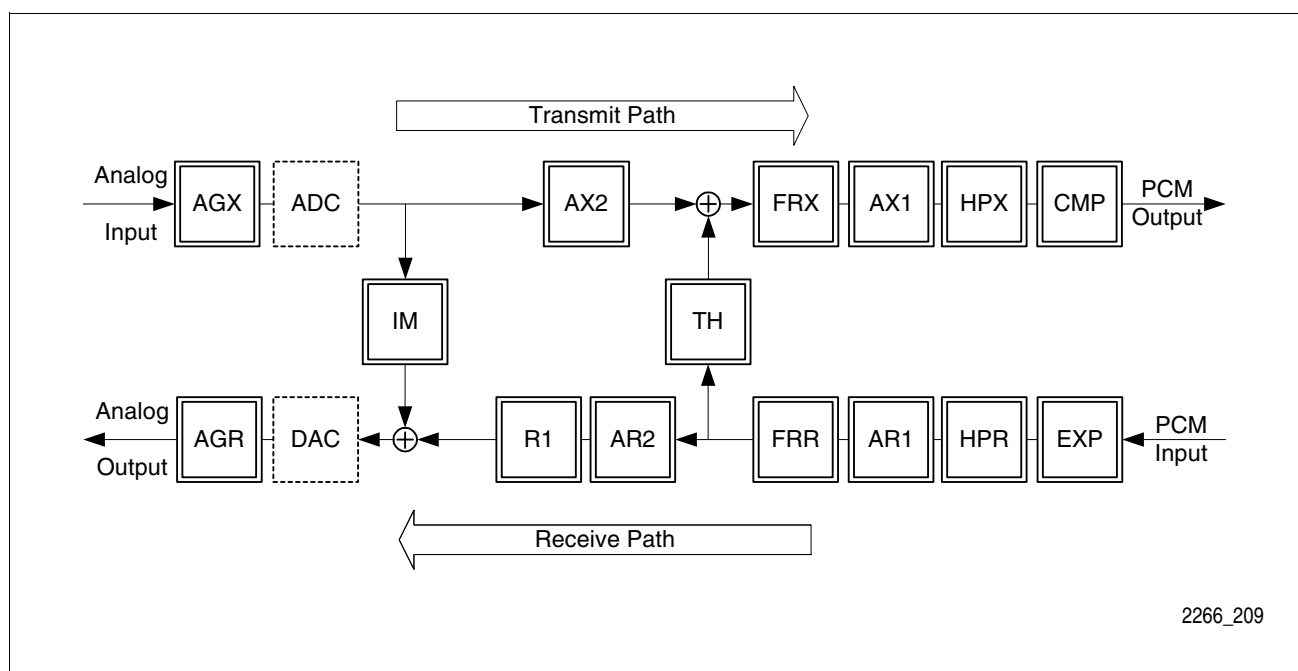 Transmit Path
Analog
Input
AGX
ADC
AX2
FRX
AX1
HPX
CMP
PCM
Output
IM
TH
Analog
Output
AGR
DAC
R1
AR2
FRR
AR1
HPR
EXP
PCM
Input
Receive Path
2266_209